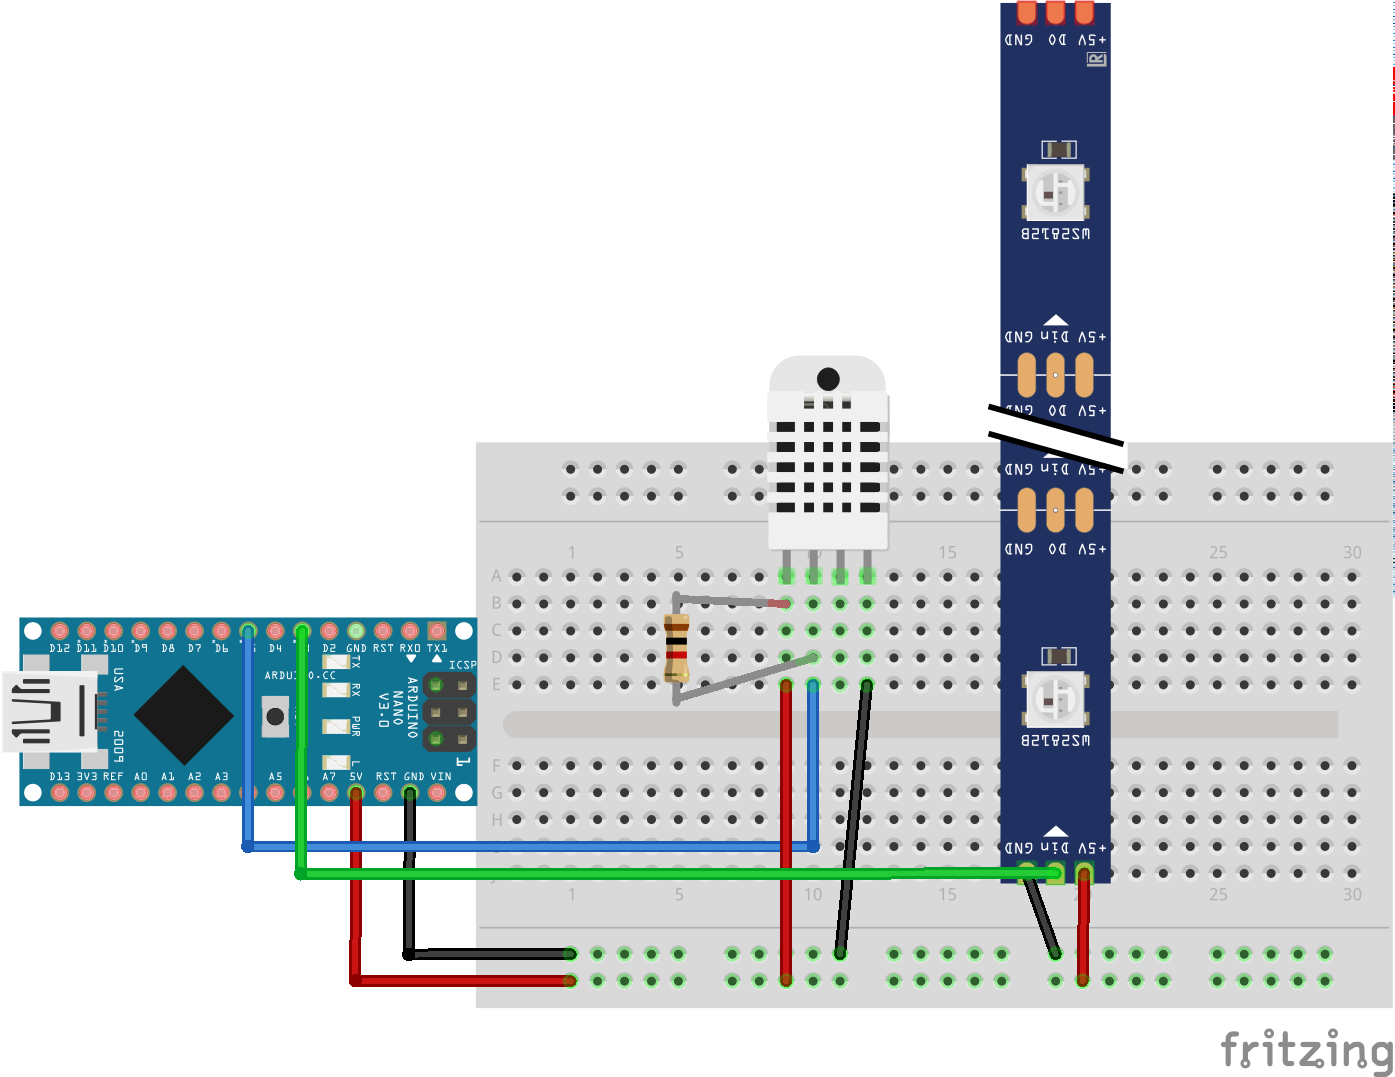 GND DO +5V
R
WS2812B
GND Din +5V
GND DO +5V
GND Din +5V
GND DO +5V
WS2812B
GND Din +5V
1 5 10 15 25 30
A
B
C
D
E
F
G
H
J
1 5 10 20 25 30
D12 D11 D10 D9 D8 D7 D6 D4 D2 GND RST RX0 TX1
TX
RX
PWR
L
ICSP
1
ARDUINO.CC
ARDUINO
NANO
V3.0
USA
2009
D13 3V3 REF A0 A1 A2 A3 A5 A7 5V RST GND VIN
fritzing